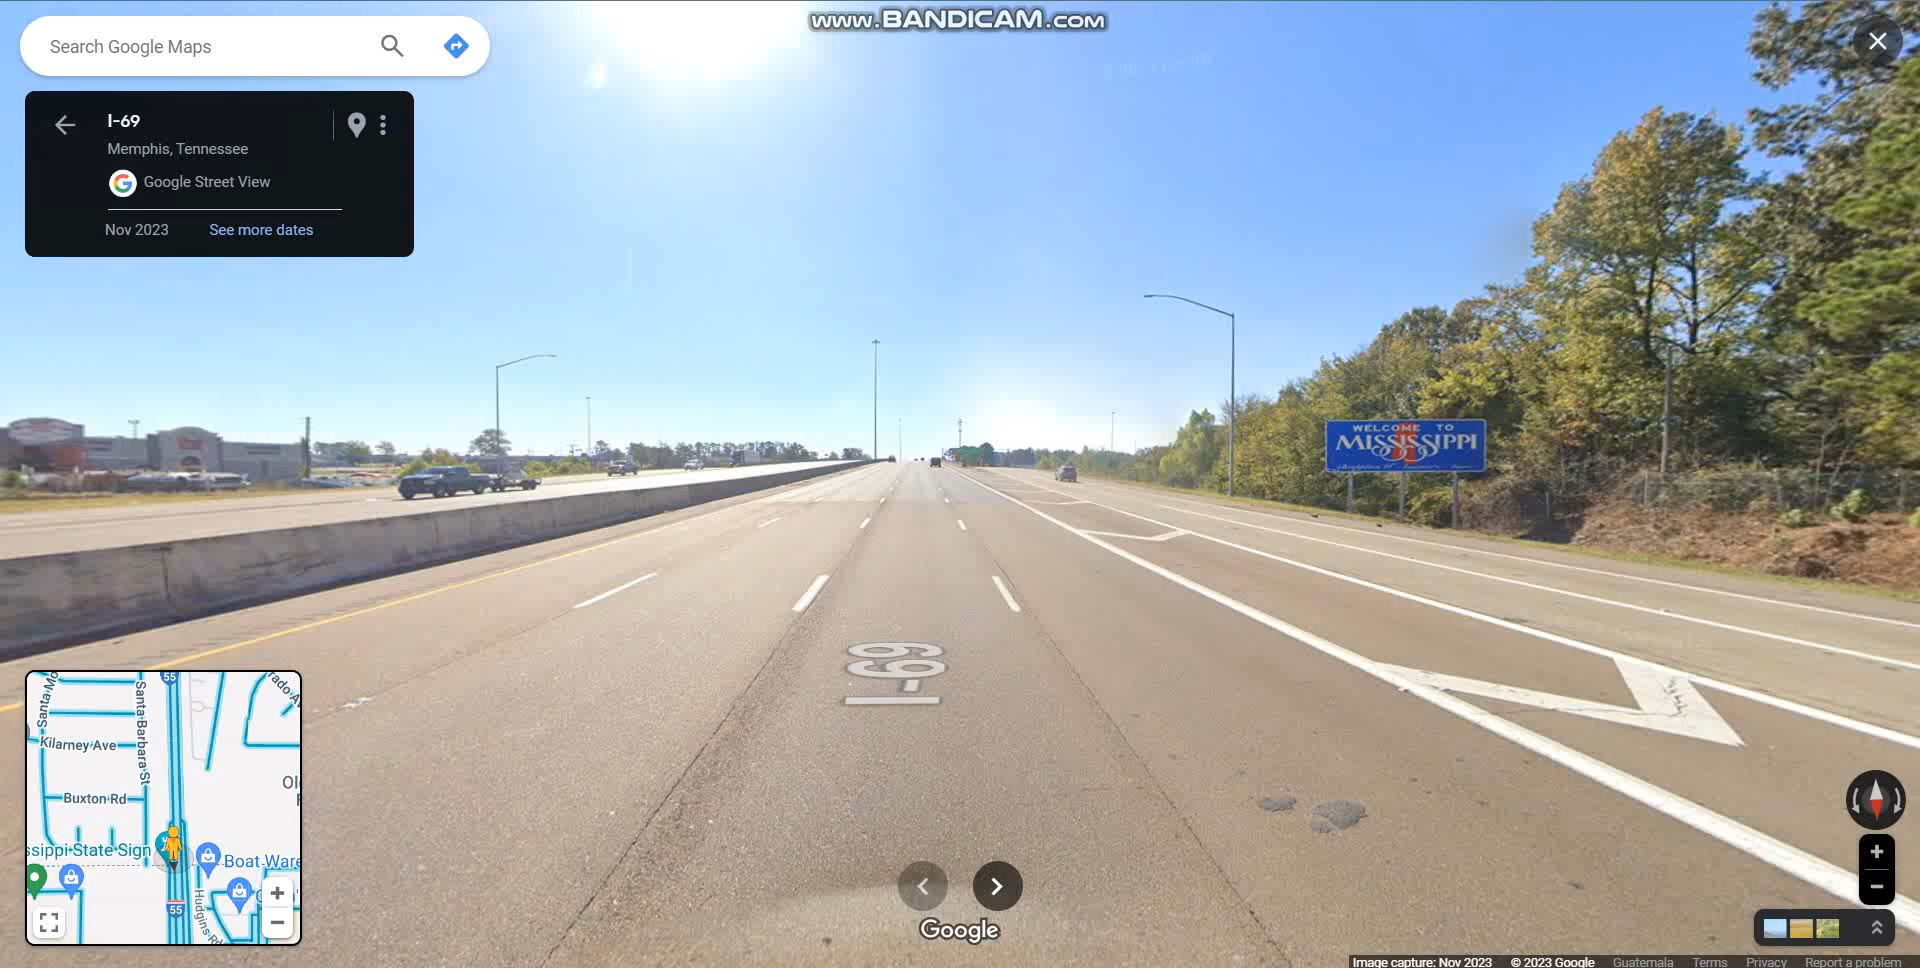 www.BANDICAM.com
Search Google Maps
I-69
Memphis, Tennessee
Google Street View
Nov 2023 See more dates
WELCOME TO
MISSISSIPPI
I-69
55
Santa Barbara St
Kilarney Ave
Buxton Rd
ssippi State Sign
Boat Ware
55
Hudgins Rd
Google
Image capture: Nov 2023 © 2023 Google Guatemala Terms Privacy Report a problem